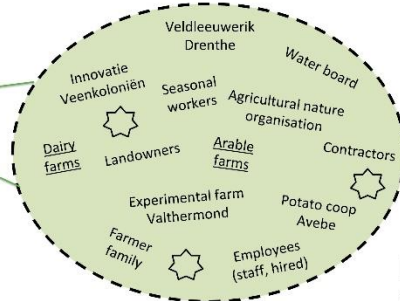 Veldleeuwerik
Drenthe
Water board
Innovatie
Veenkoloniën
Seasonal
workers
Agricultural nature
organisation
Dairy
farms
Landowners
Arable
farms
Contractors
Experimental farm
Valthermond
Potato coop
Avebe
Farmer
family
Employees
(staff, hired)